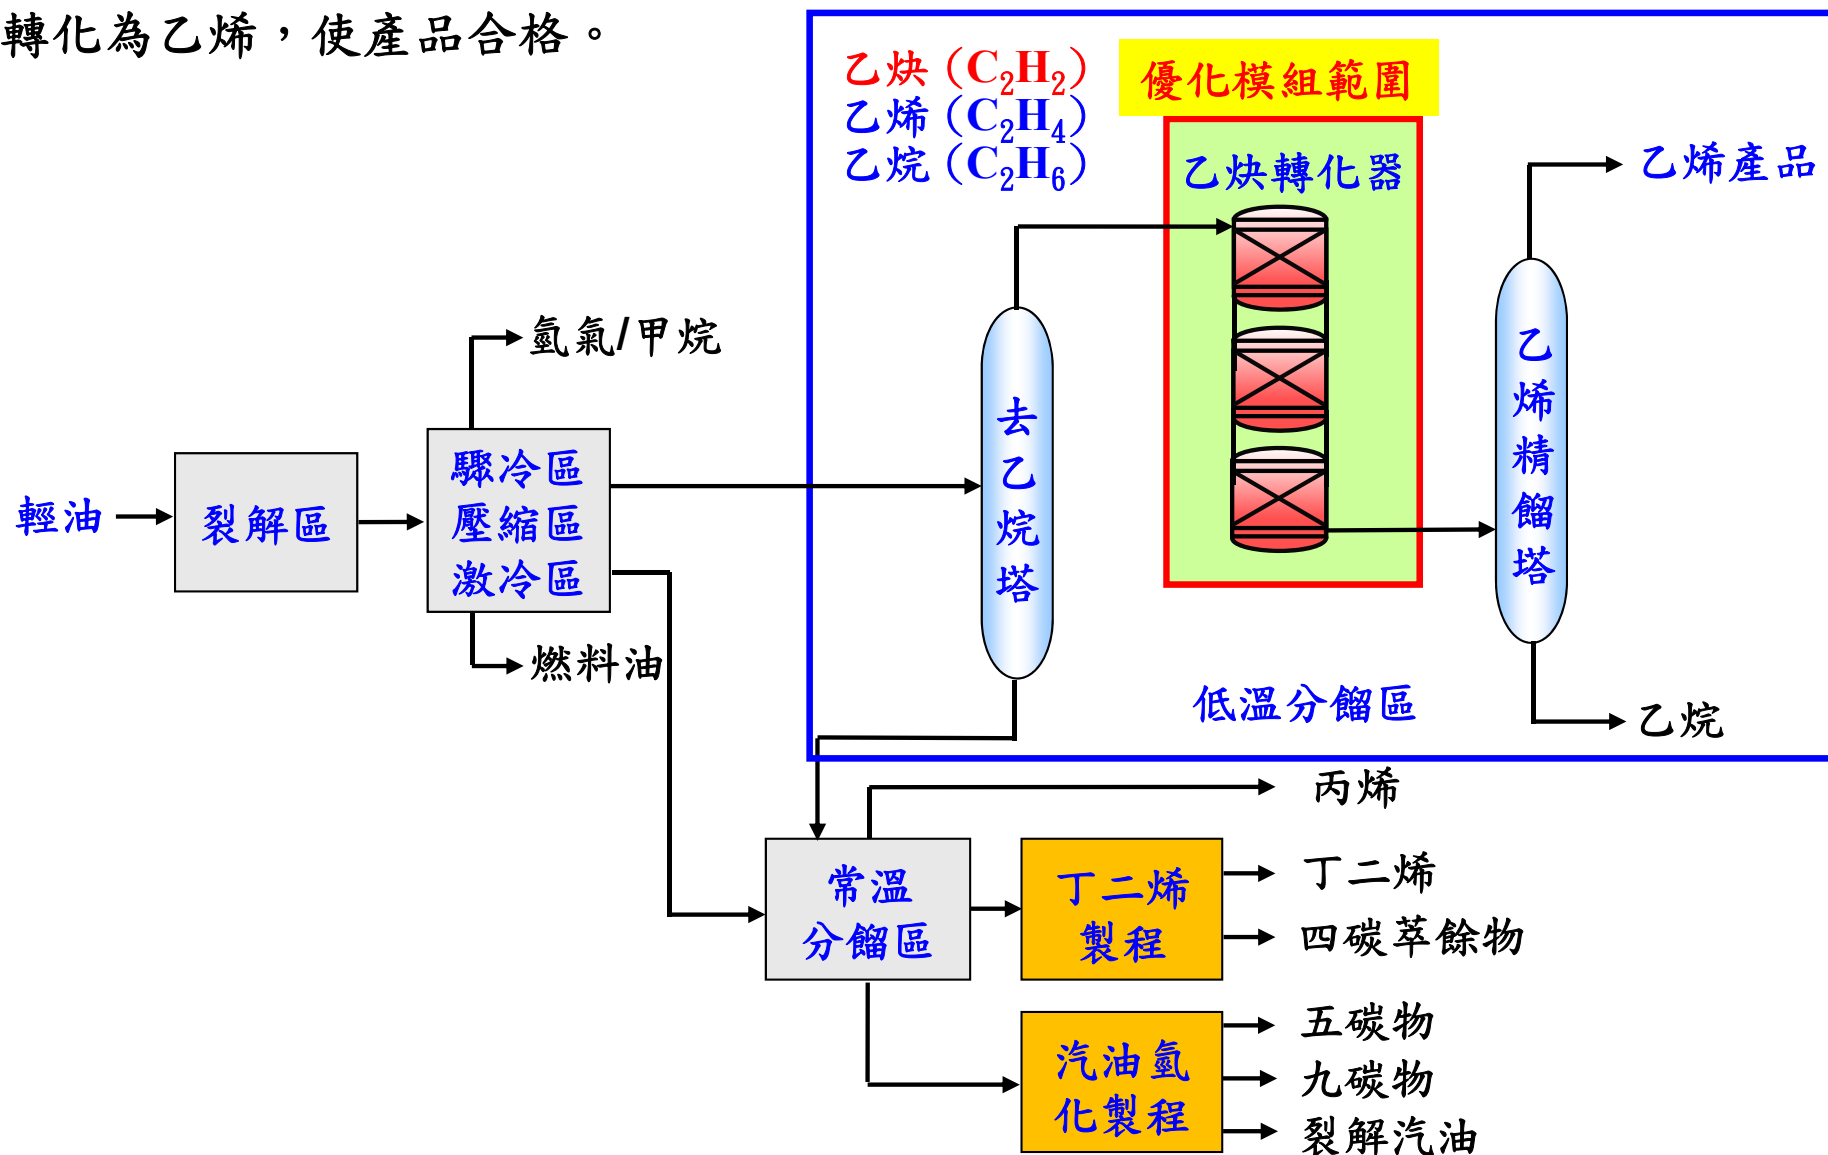 轉化為乙烯，使產品合格。
乙炔（C₂H₂）
乙烯（C₂H₄）
乙烷（C₂H₆）
優化模組範圍
乙炔轉化器
乙烯產品
氫氣/甲烷
去乙烷塔
乙烯精餾塔
輕油
裂解區
驟冷區
壓縮區
激冷區
燃料油
低溫分餾區
乙烷
丙烯
常溫
分餾區
丁二烯
製程
丁二烯
四碳萃餘物
汽油氫
化製程
五碳物
九碳物
裂解汽油